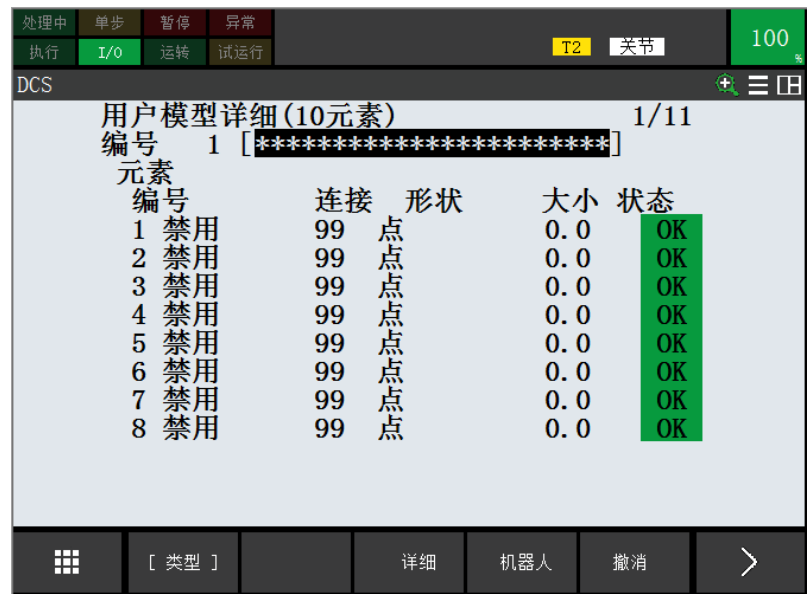 处理中 单步 暂停 异常
执行 I/O 运转 试运行 T2 关节 100 %
DCS
用户模型详细(10元素) 1/11
编号 1 [************************]
元素
编号 连接 形状 大小 状态
1 禁用 99 点 0.0 OK
2 禁用 99 点 0.0 OK
3 禁用 99 点 0.0 OK
4 禁用 99 点 0.0 OK
5 禁用 99 点 0.0 OK
6 禁用 99 点 0.0 OK
7 禁用 99 点 0.0 OK
8 禁用 99 点 0.0 OK
[ 类型 ] 详细 机器人 撤消